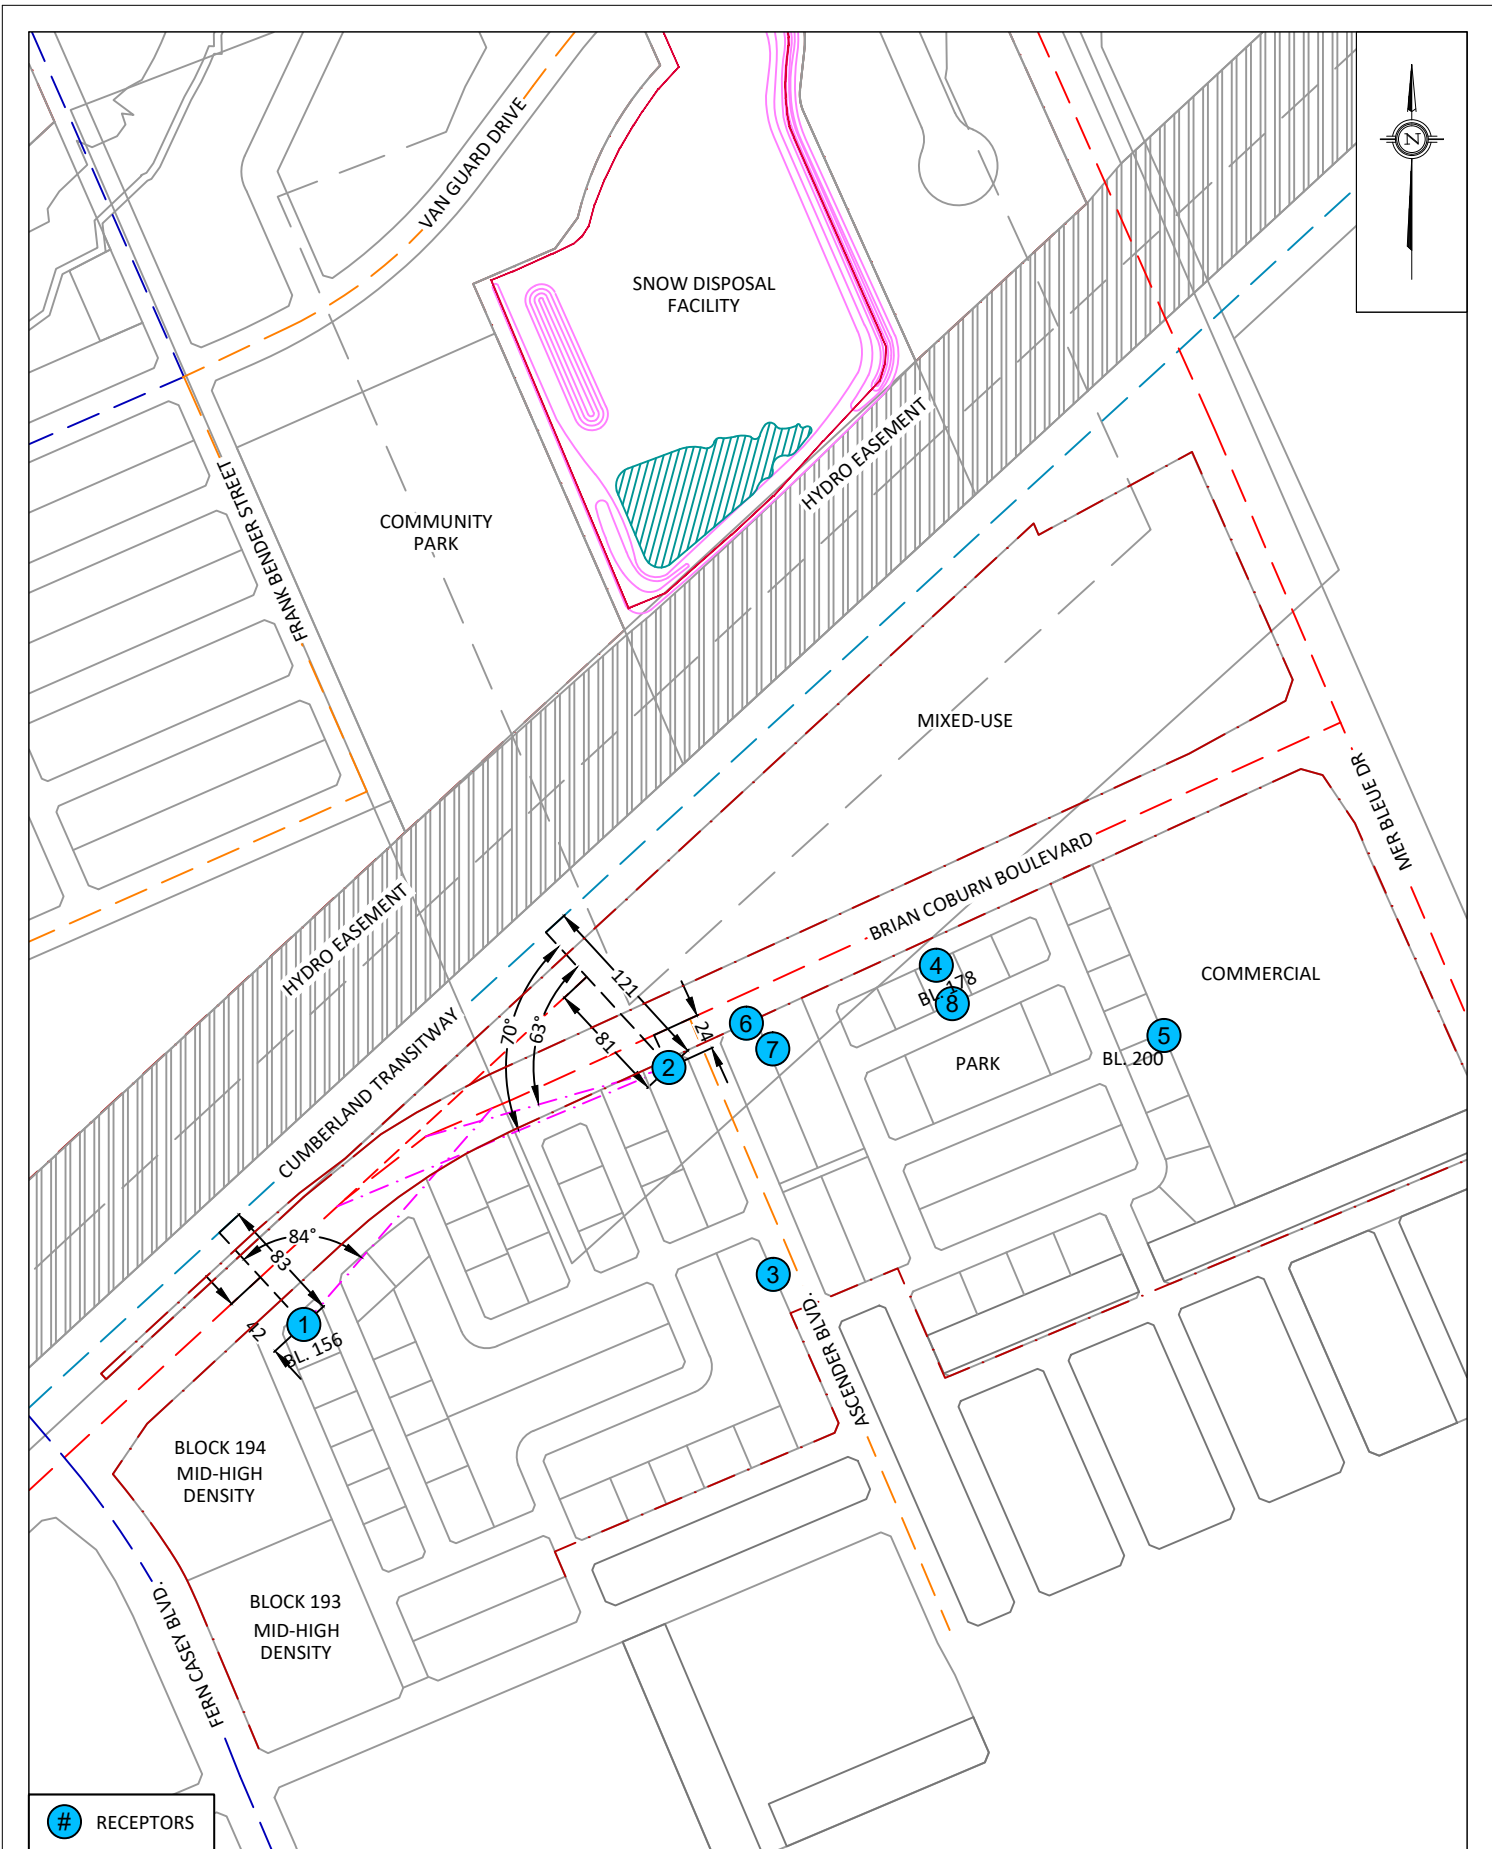 N
VAN GUARD DRIVE
SNOW DISPOSAL
FACILITY
HYDRO EASEMENT
FRANK BENDER STREET
COMMUNITY
PARK
MIXED-USE
MER BLEUE DR
BRIAN COBURN BOULEVARD
HYDRO EASEMENT
COMMERCIAL
CUMBERLAND TRANSITWAY
121
70°
63°
81
24
2
6
7
4
BL. 178
8
5
BL. 200
PARK
84°
83
42
1
BL. 156
3
ASCENDER BLVD.
BLOCK 194
MID-HIGH
DENSITY
BLOCK 193
MID-HIGH
DENSITY
FERN CASEY BLVD.
# RECEPTORS